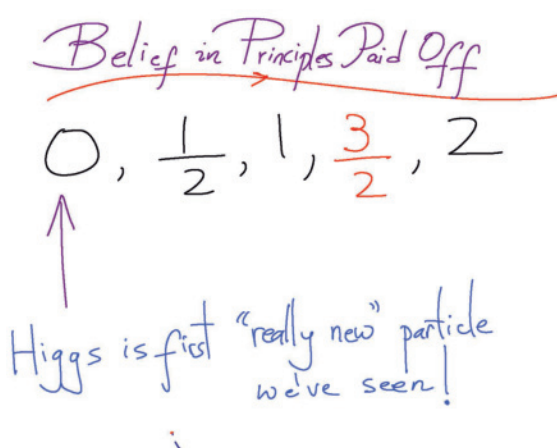 Belief in Principles Paid Off
0, 1/2, 1, 3/2, 2
Higgs is first "really new" particle
we've seen!